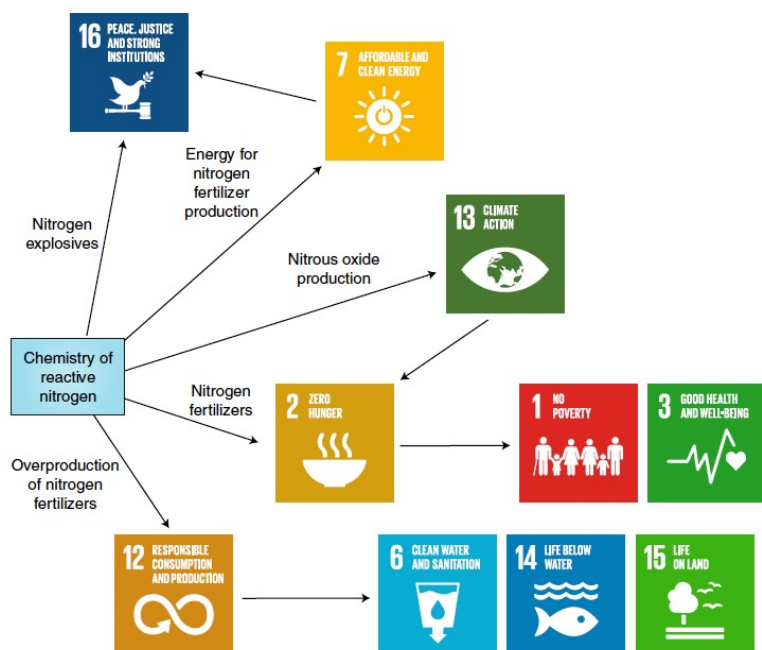 16 PEACE, JUSTICE
AND STRONG
INSTITUTIONS
7 AFFORDABLE AND
CLEAN ENERGY
Energy for
nitrogen
fertilizer
production
Nitrogen
explosives
13 CLIMATE
ACTION
Nitrous oxide
production
Chemistry of
reactive
nitrogen
Nitrogen
fertilizers
2 ZERO
HUNGER
1 NO
POVERTY
3 GOOD HEALTH
AND WELL-BEING
Overproduction
of nitrogen
fertilizers
12 RESPONSIBLE
CONSUMPTION
AND PRODUCTION
6 CLEAN WATER
AND SANITATION
14 LIFE BELOW
WATER
15 LIFE
ON LAND